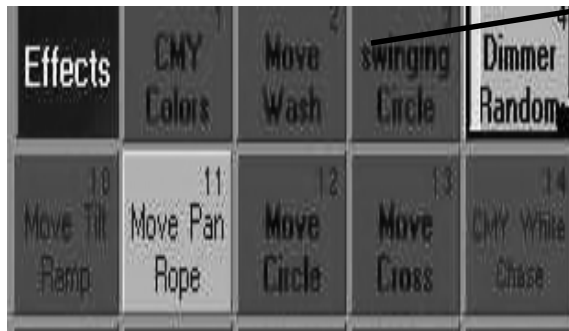 Effects
1
CMY
Colors
2
Move
Wash
3
swinging
Circle
4
Dimmer
Random
10
Move Tilt
Ramp
11
Move Pan
Rope
12
Move
Circle
13
Move
Cross
14
CMY White
Chase